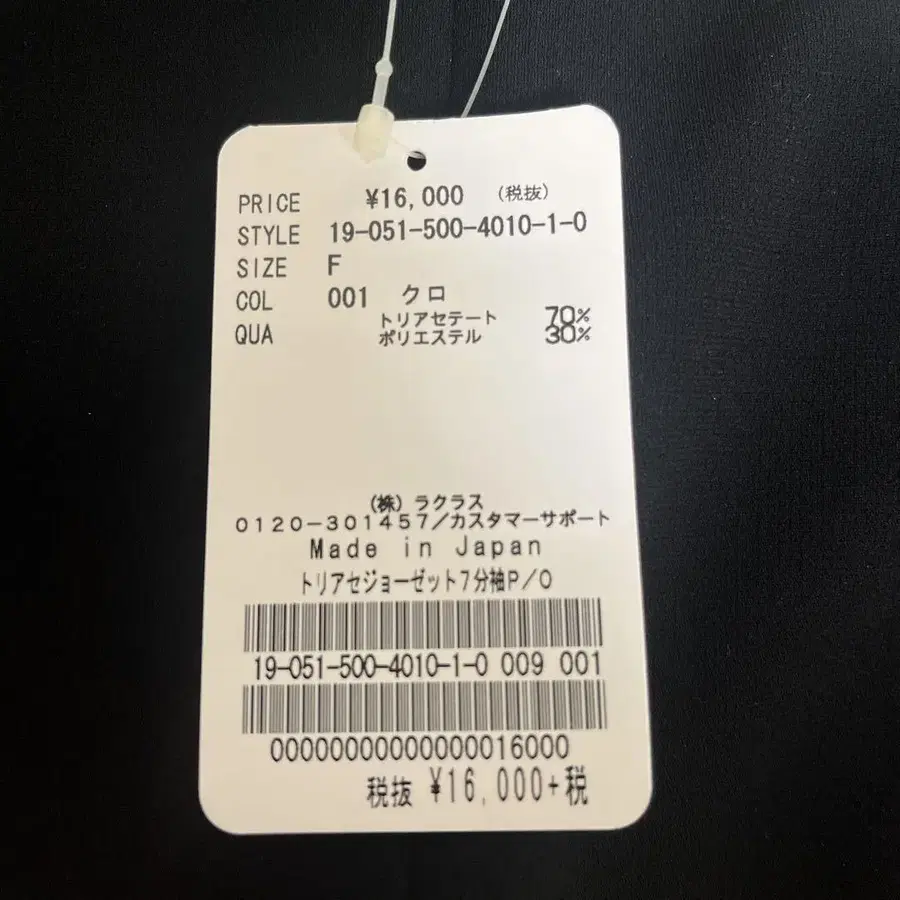 PRICE ¥16,000 (税抜)
STYLE 19-051-500-4010-1-0
SIZE F
COL 001 クロ
QUA トリアセテート 70%
ポリエステル 30%
(株)ラクラス
0120-301457/カスタマーサポート
Made in Japan
トリアセジョーゼット7分袖P/O
19-051-500-4010-1-0 009 001
00000000000000016000
税抜 ¥16,000+税